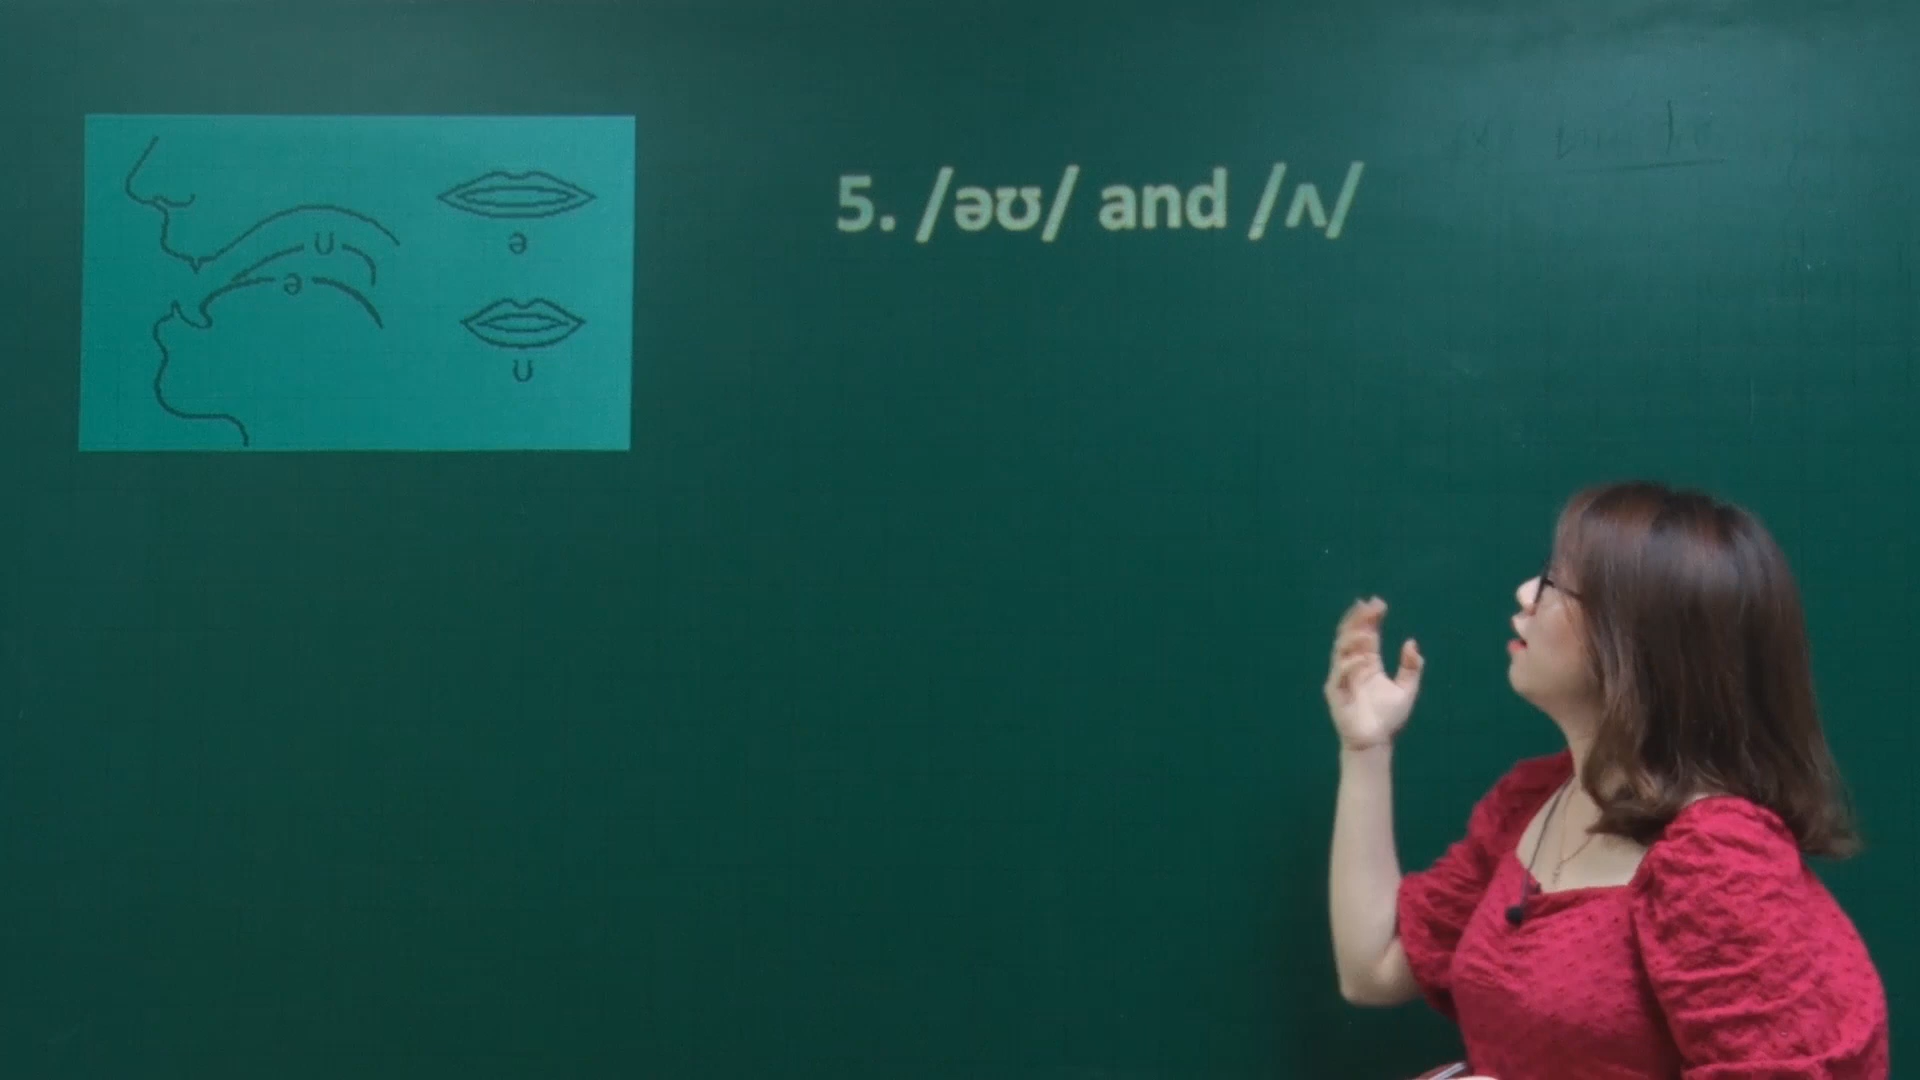 5. /əʊ/ and /ʌ/
ʊ
ə
ə
ʊ